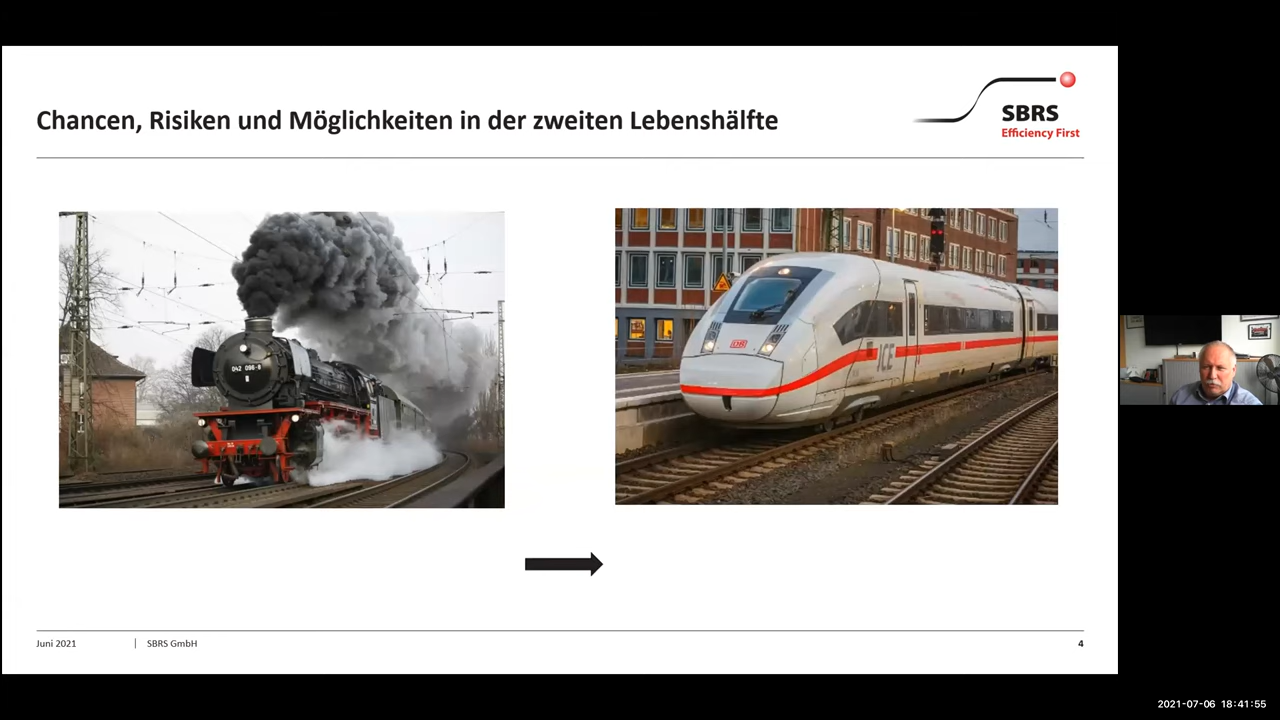 Chancen, Risiken und Möglichkeiten in der zweiten Lebenshälfte
SBRS
Efficiency First
042 096-8
DB
ICE
Juni 2021 | SBRS GmbH
4
2021-07-06 18:41:55